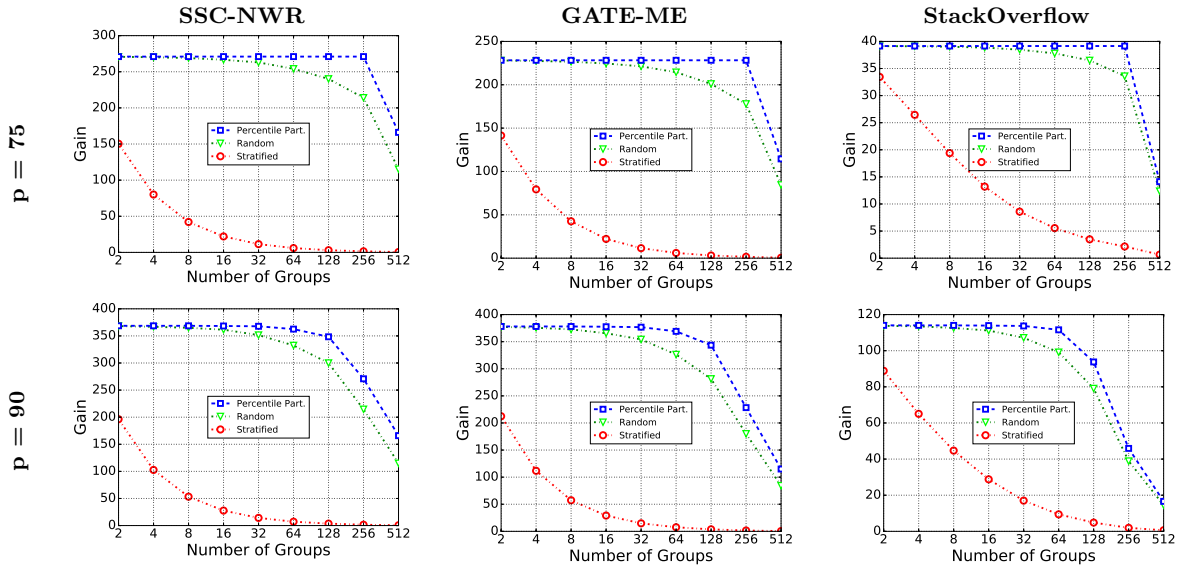 SSC-NWR GATE-ME StackOverflow
p = 75
Gain
300
250
200
150
100
50
0
Percentile Part.
Random
Stratified
2 4 8 16 32 64 128 256 512
Number of Groups
Gain
250
200
150
100
50
0
Percentile Part.
Random
Stratified
2 4 8 16 32 64 128 256 512
Number of Groups
Gain
40
35
30
25
20
15
10
5
0
Percentile Part.
Random
Stratified
2 4 8 16 32 64 128 256 512
Number of Groups
p = 90
Gain
400
350
300
250
200
150
100
50
0
Percentile Part.
Random
Stratified
2 4 8 16 32 64 128 256 512
Number of Groups
Gain
400
350
300
250
200
150
100
50
0
Percentile Part.
Random
Stratified
2 4 8 16 32 64 128 256 512
Number of Groups
Gain
120
100
80
60
40
20
0
Percentile Part.
Random
Stratified
2 4 8 16 32 64 128 256 512
Number of Groups